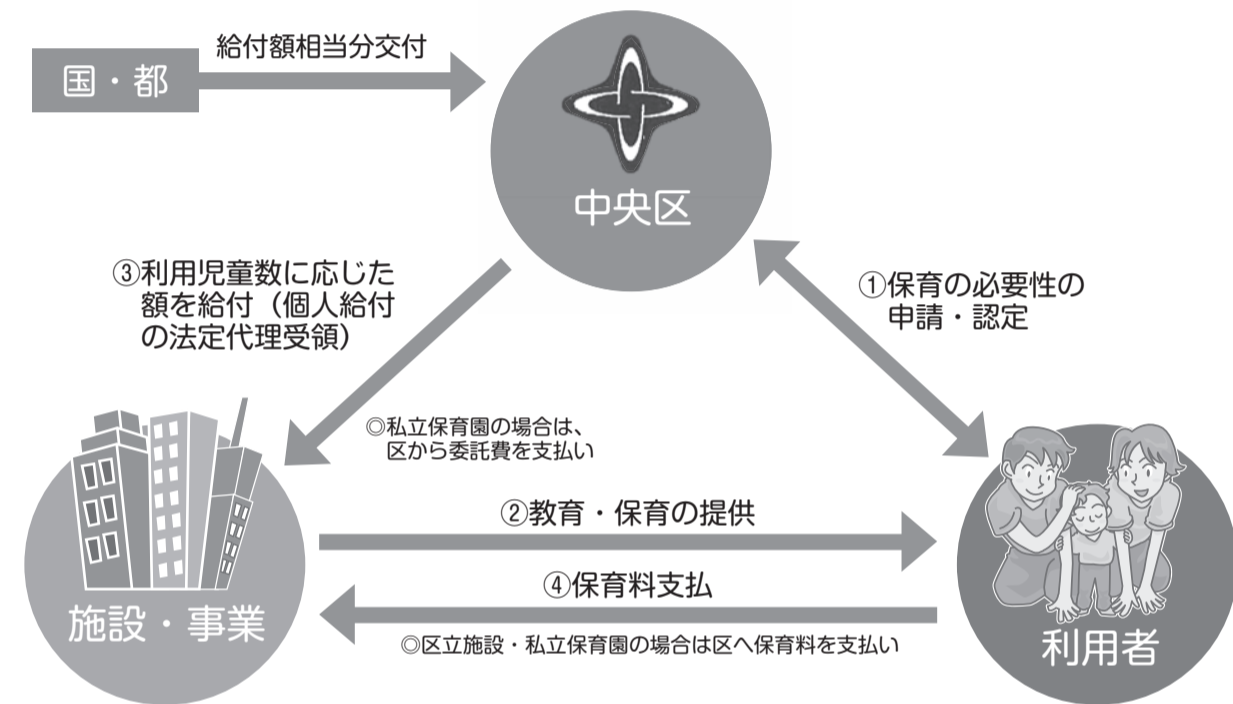 給付額相当分交付
国・都
中央区
③利用児童数に応じた
額を給付（個人給付
の法定代理受領）
①保育の必要性の
申請・認定
◎私立保育園の場合は、
区から委託費を支払い
②教育・保育の提供
④保育料支払
◎区立施設・私立保育園の場合は区へ保育料を支払い
施設・事業
利用者